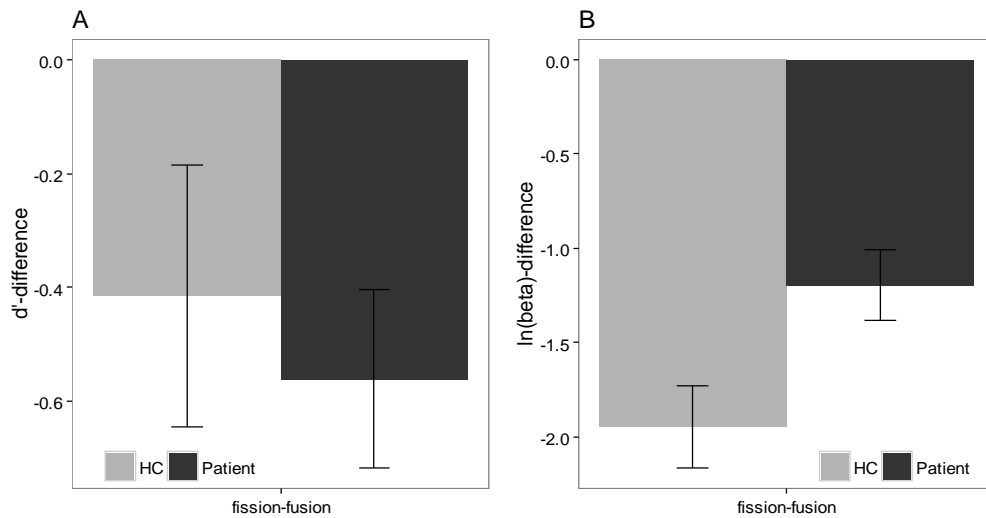 A
d'-difference
0.0
-0.2
-0.4
-0.6
HC Patient
fission-fusion
B
ln(beta)-difference
0.0
-0.5
-1.0
-1.5
-2.0
HC Patient
fission-fusion